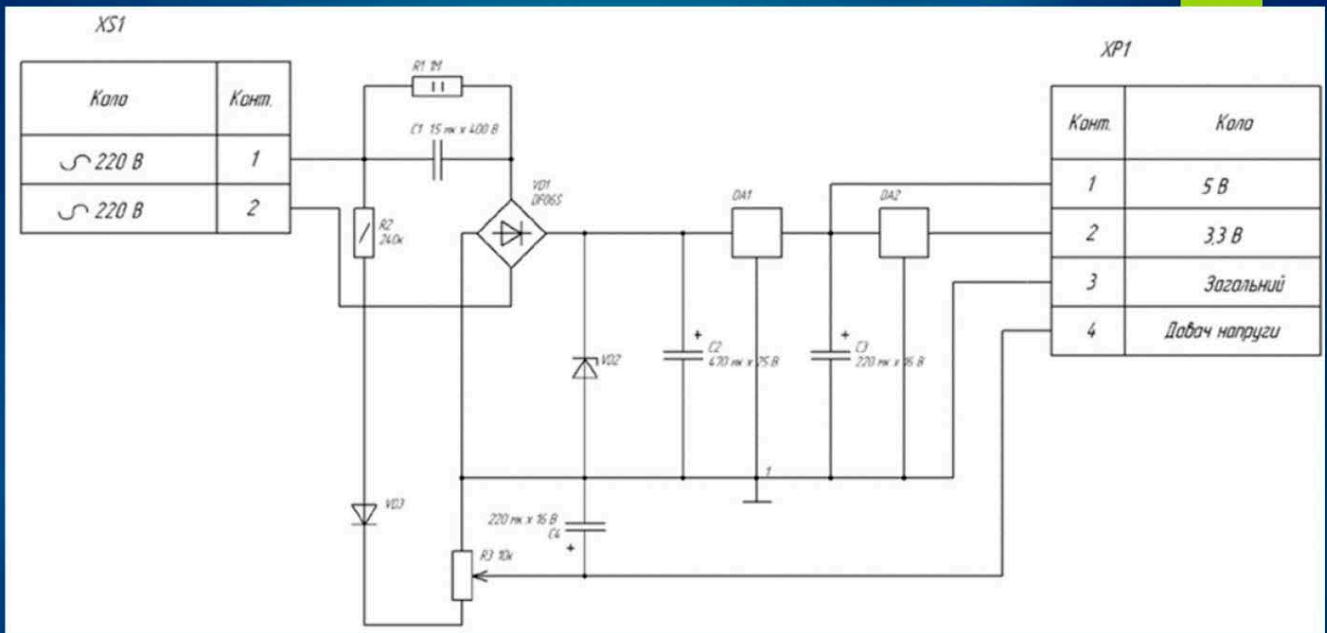 XS1
XP1
Коло Конт.
220 В 1
220 В 2
R1 1М
C1 15 мк x 400 В
VD1
DF06S
R2
240к
DA1
DA2
Конт. Коло
1 5 В
2 3,3 В
3 Загальний
4 Давач напруги
VD2
C2
470 мк x 25 В
C3
220 мк x 16 В
1
VD3
220 мк x 16 В
C4
R3 10к